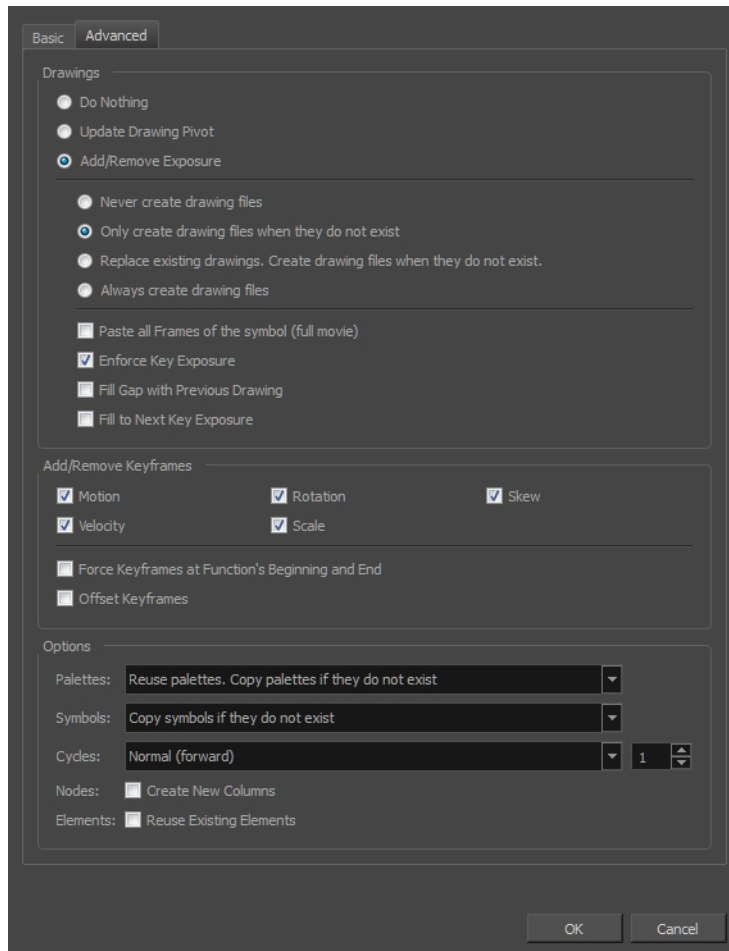 Basic Advanced
Drawings
Do Nothing
Update Drawing Pivot
Add/Remove Exposure
Never create drawing files
Only create drawing files when they do not exist
Replace existing drawings. Create drawing files when they do not exist.
Always create drawing files
Paste all Frames of the symbol (full movie)
Enforce Key Exposure
Fill Gap with Previous Drawing
Fill to Next Key Exposure
Add/Remove Keyframes
Motion Rotation Skew
Velocity Scale
Force Keyframes at Function's Beginning and End
Offset Keyframes
Options
Palettes: Reuse palettes. Copy palettes if they do not exist
Symbols: Copy symbols if they do not exist
Cycles: Normal (forward) 1
Nodes: Create New Columns
Elements: Reuse Existing Elements
OK Cancel